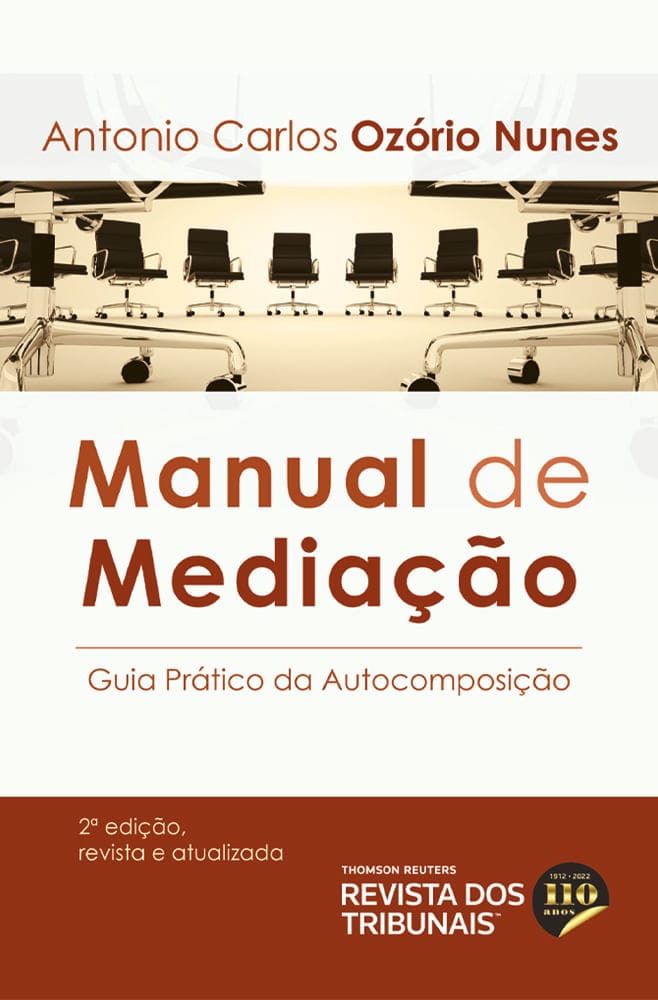 Antonio Carlos Ozório Nunes
Manual de
Mediação
Guia Prático da Autocomposição
2ª edição,
revista e atualizada
THOMSON REUTERS
REVISTA DOS
TRIBUNAIS™
1912 • 2022
110
anos